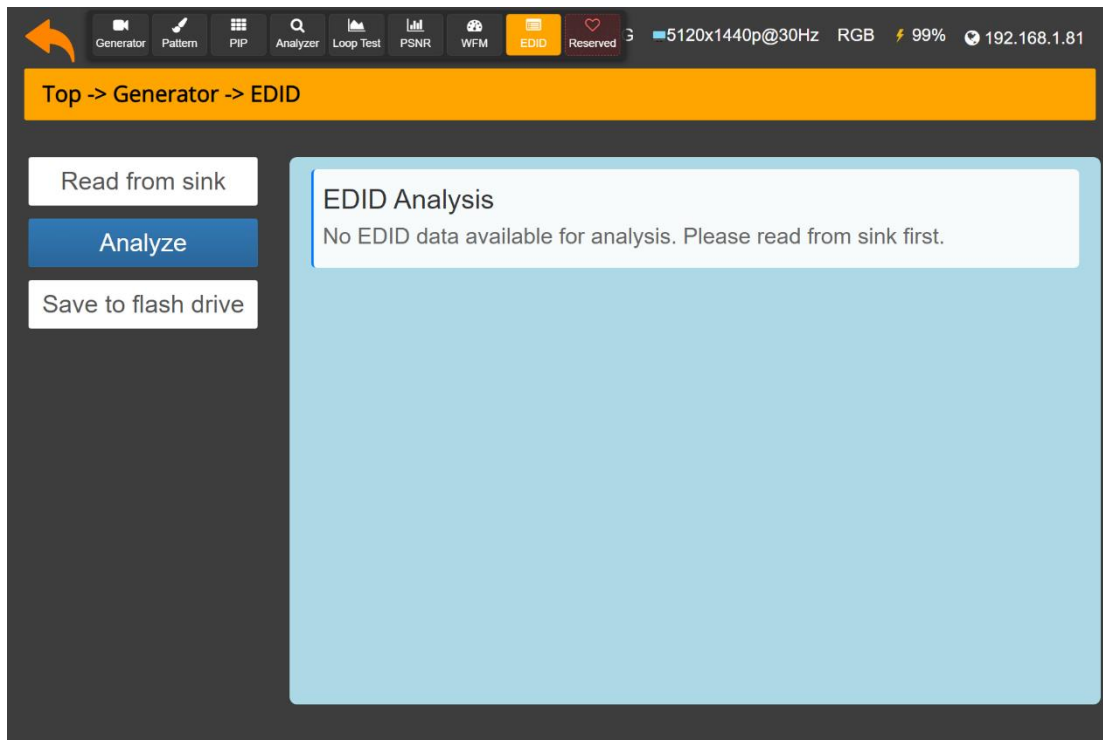 Generator Pattern PIP Analyzer Loop Test PSNR WFM EDID Reserved G 5120x1440p@30Hz RGB 99% 192.168.1.81
Top -> Generator -> EDID
Read from sink
Analyze
Save to flash drive
EDID Analysis
No EDID data available for analysis. Please read from sink first.